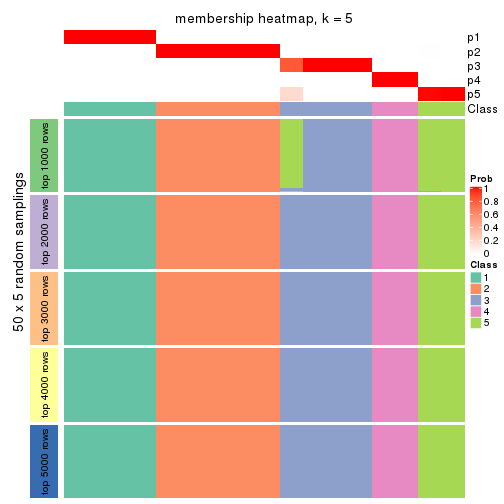 membership heatmap, k = 5
p1
p2
p3
p4
p5
Class
50 x 5 random samplings
top 1000 rows
top 2000 rows
top 3000 rows
top 4000 rows
top 5000 rows
Prob
1
0.8
0.6
0.4
0.2
0
Class
1
2
3
4
5